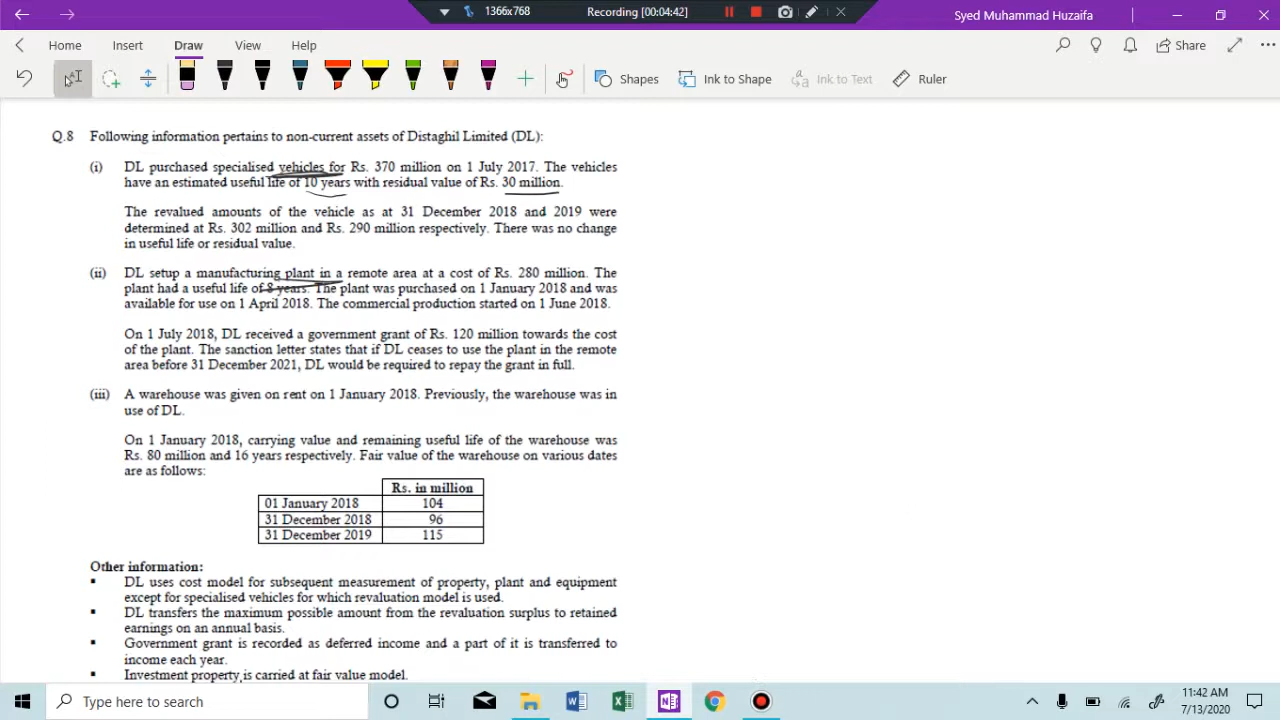 1366x768
Recording [00:04:42]
Syed Muhammad Huzaifa
Home Insert Draw View Help
Share
Shapes
Ink to Shape
Ink to Text
Ruler
Q.8 Following information pertains to non-current assets of Distaghil Limited (DL):
(i) DL purchased specialised vehicles for Rs. 370 million on 1 July 2017. The vehicles
have an estimated useful life of 10 years with residual value of Rs. 30 million.
The revalued amounts of the vehicle as at 31 December 2018 and 2019 were
determined at Rs. 302 million and Rs. 290 million respectively. There was no change
in useful life or residual value.
(ii) DL setup a manufacturing plant in a remote area at a cost of Rs. 280 million. The
plant had a useful life of 8 years. The plant was purchased on 1 January 2018 and was
available for use on 1 April 2018. The commercial production started on 1 June 2018.
On 1 July 2018, DL received a government grant of Rs. 120 million towards the cost
of the plant. The sanction letter states that if DL ceases to use the plant in the remote
area before 31 December 2021, DL would be required to repay the grant in full.
(iii) A warehouse was given on rent on 1 January 2018. Previously, the warehouse was in
use of DL.
On 1 January 2018, carrying value and remaining useful life of the warehouse was
Rs. 80 million and 16 years respectively. Fair value of the warehouse on various dates
are as follows:
Rs. in million
01 January 2018 104
31 December 2018 96
31 December 2019 115
Other information:
▪ DL uses cost model for subsequent measurement of property, plant and equipment
except for specialised vehicles for which revaluation model is used.
▪ DL transfers the maximum possible amount from the revaluation surplus to retained
earnings on an annual basis.
▪ Government grant is recorded as deferred income and a part of it is transferred to
income each year.
▪ Investment property is carried at fair value model.
Type here to search
11:42 AM
7/13/2020